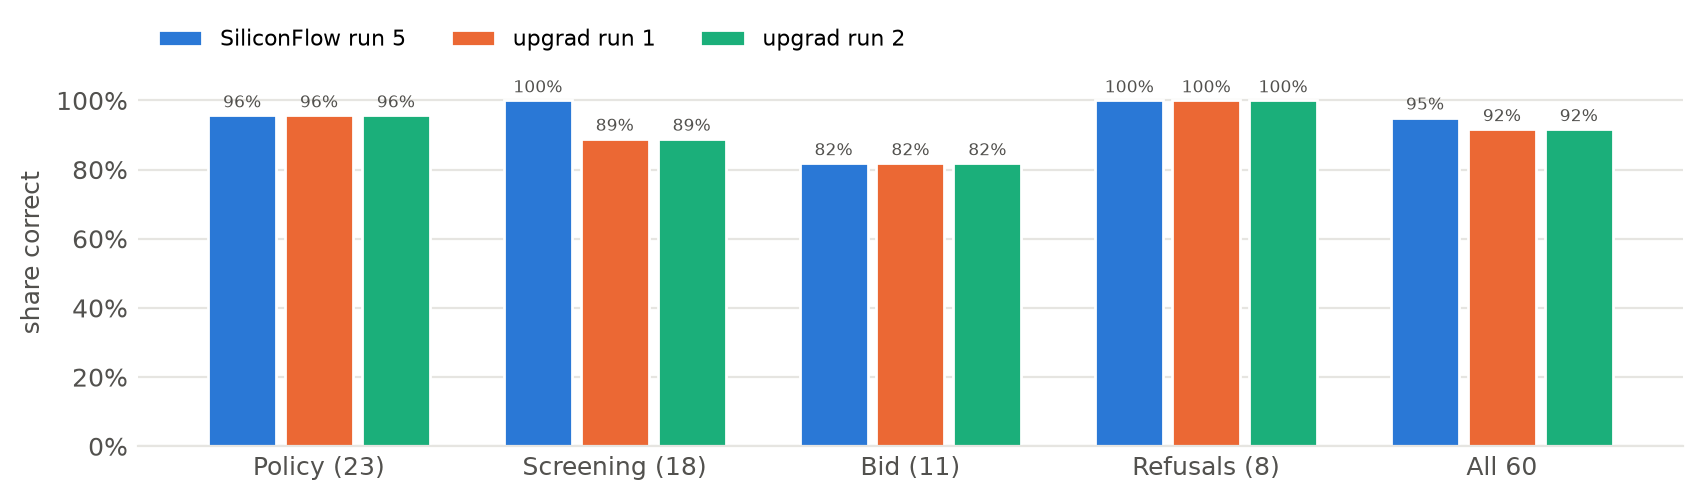 SiliconFlow run 5 upgrad run 1 upgrad run 2
share correct
100%
80%
60%
40%
20%
0%
96% 96% 96%
100% 89% 89%
82% 82% 82%
100% 100% 100%
95% 92% 92%
Policy (23) Screening (18) Bid (11) Refusals (8) All 60